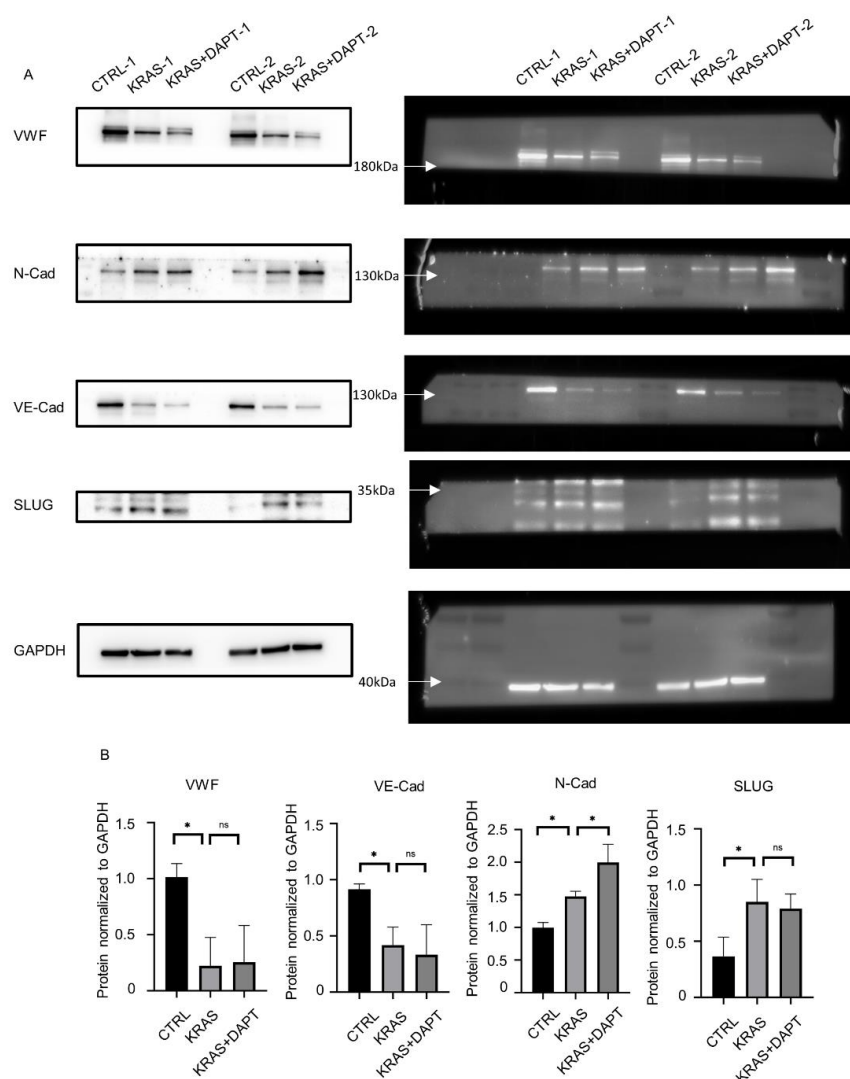 A
CTRL-1 KRAS-1 KRAS+DAPT-1 CTRL-2 KRAS-2 KRAS+DAPT-2
CTRL-1 KRAS-1 KRAS+DAPT-1 CTRL-2 KRAS-2 KRAS+DAPT-2
VWF
180kDa
N-Cad
130kDa
VE-Cad
130kDa
SLUG
35kDa
GAPDH
40kDa
B
VWF
Protein normalized to GAPDH
1.5
1.0
0.5
0
* ns
CTRL KRAS KRAS+DAPT
VE-Cad
Protein normalized to GAPDH
1.5
1.0
0.5
0
* ns
CTRL KRAS KRAS+DAPT
N-Cad
Protein normalized to GAPDH
2.5
2.0
1.5
1.0
0.5
0
* *
CTRL KRAS KRAS+DAPT
SLUG
Protein normalized to GAPDH
1.5
1.0
0.5
0
* ns
CTRL KRAS KRAS+DAPT